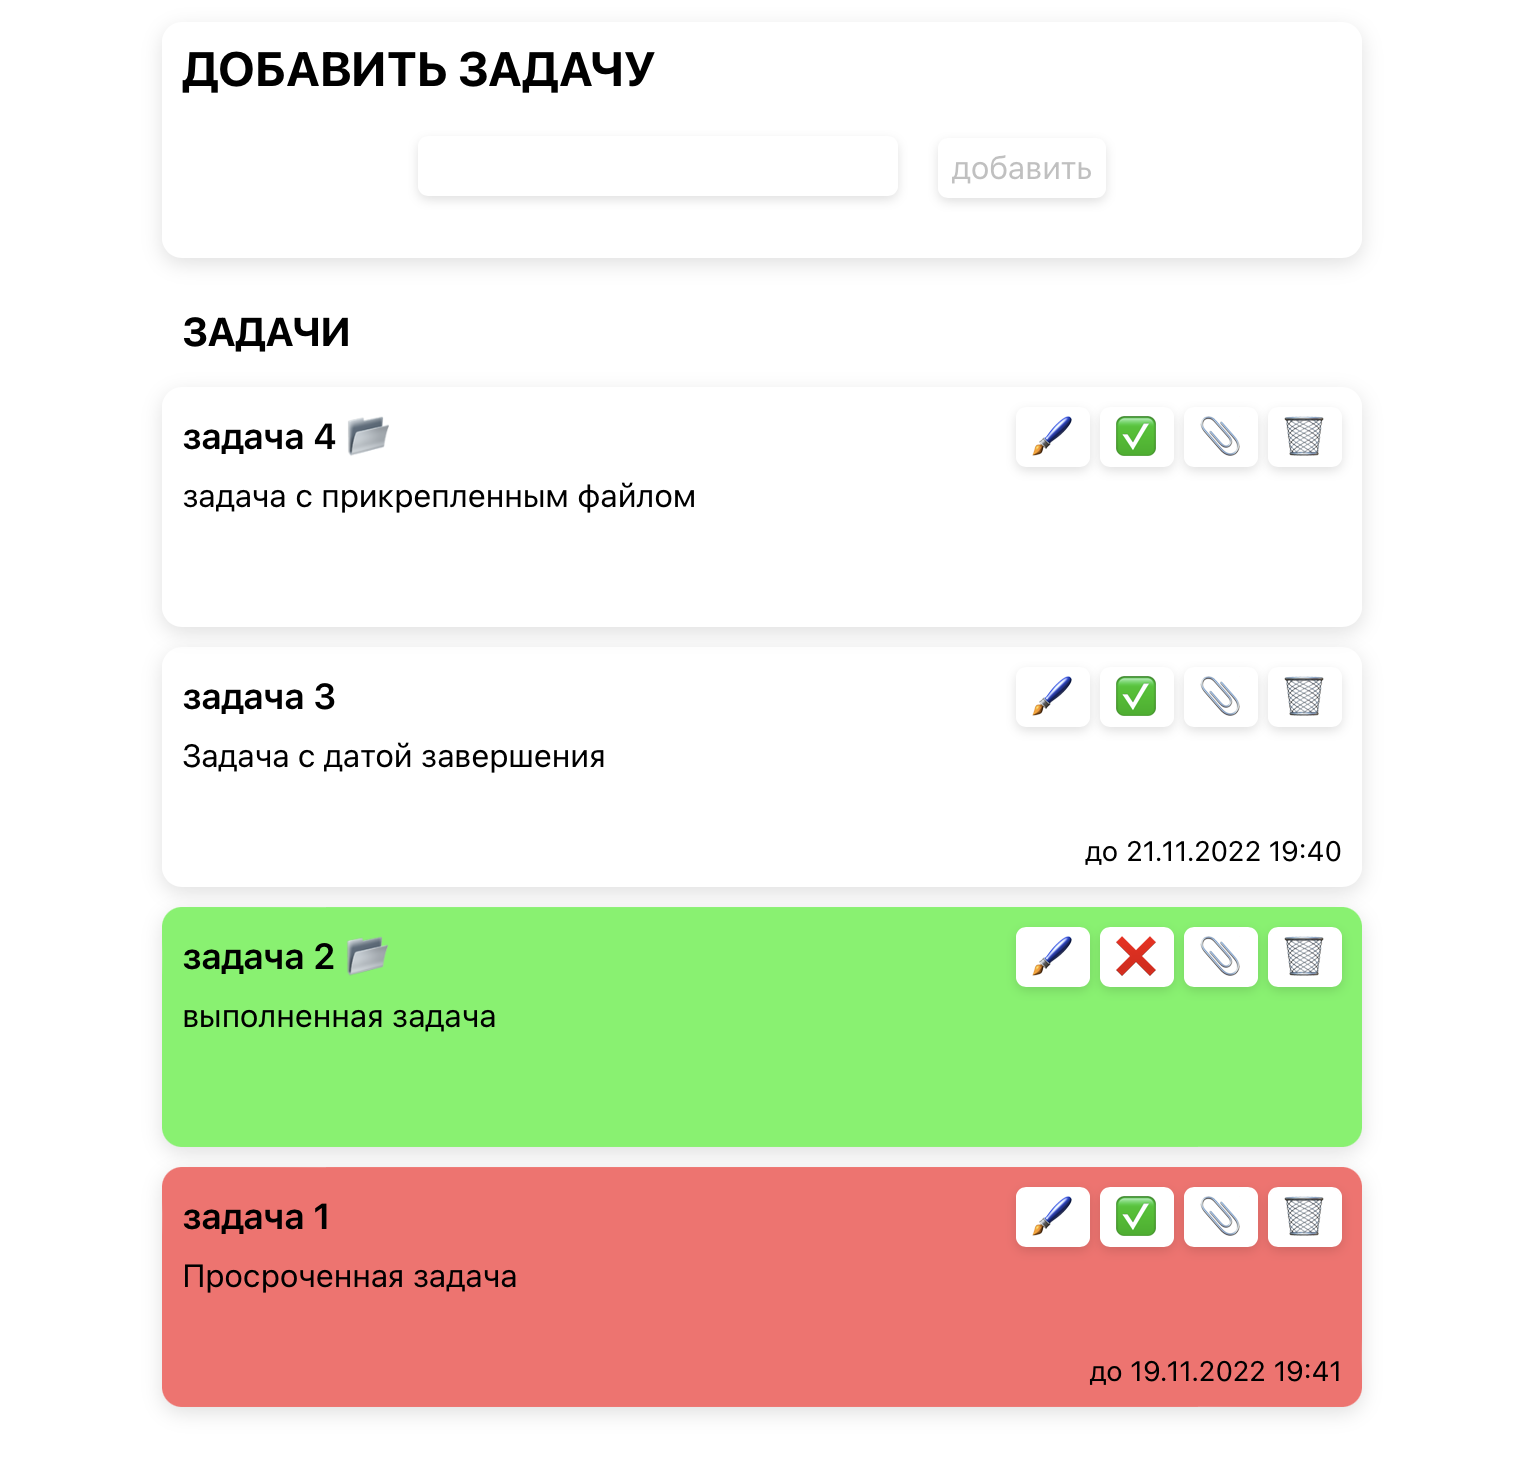 ДОБАВИТЬ ЗАДАЧУ
добавить
ЗАДАЧИ
задача 4
задача с прикрепленным файлом
задача 3
Задача с датой завершения
до 21.11.2022 19:40
задача 2
выполненная задача
задача 1
Просроченная задача
до 19.11.2022 19:41